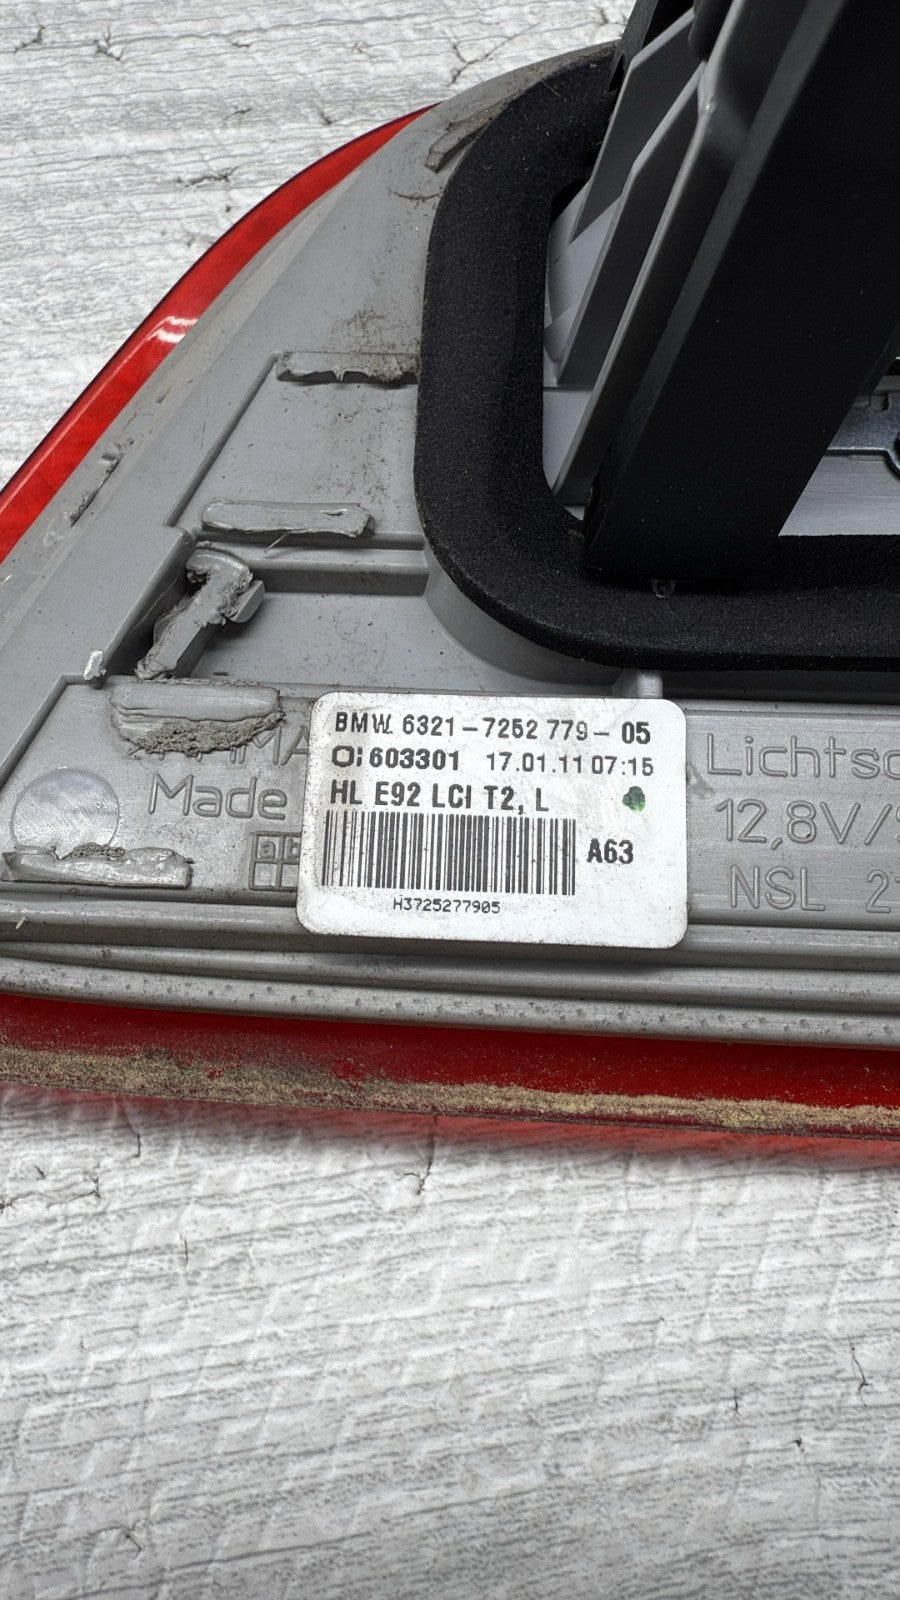 BMW 6321-7252 779-05
603301 17.01.11 07:15
HL E92 LCI T2, L
A63
H3725277905
Made
a b
12,8V/
NSL